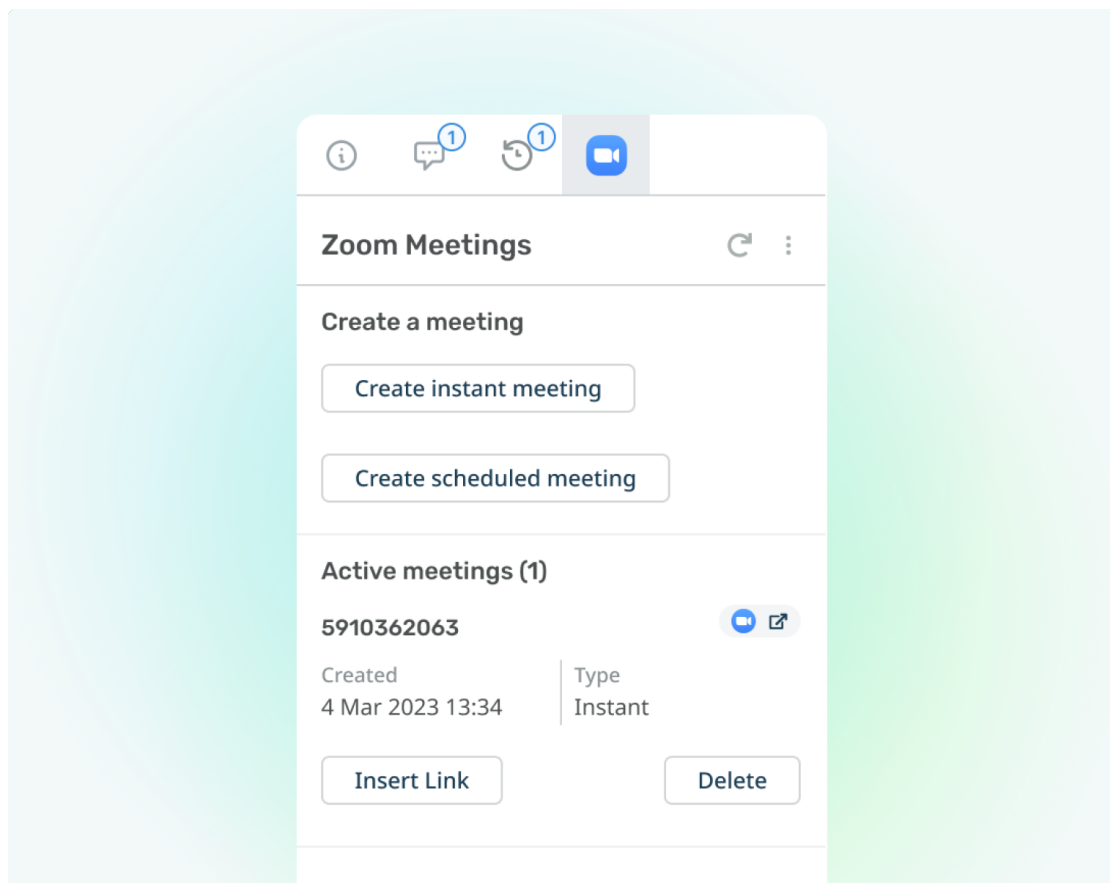 1
1
Zoom Meetings
Create a meeting
Create instant meeting
Create scheduled meeting
Active meetings (1)
5910362063
Created
Type
4 Mar 2023 13:34
Instant
Insert Link
Delete